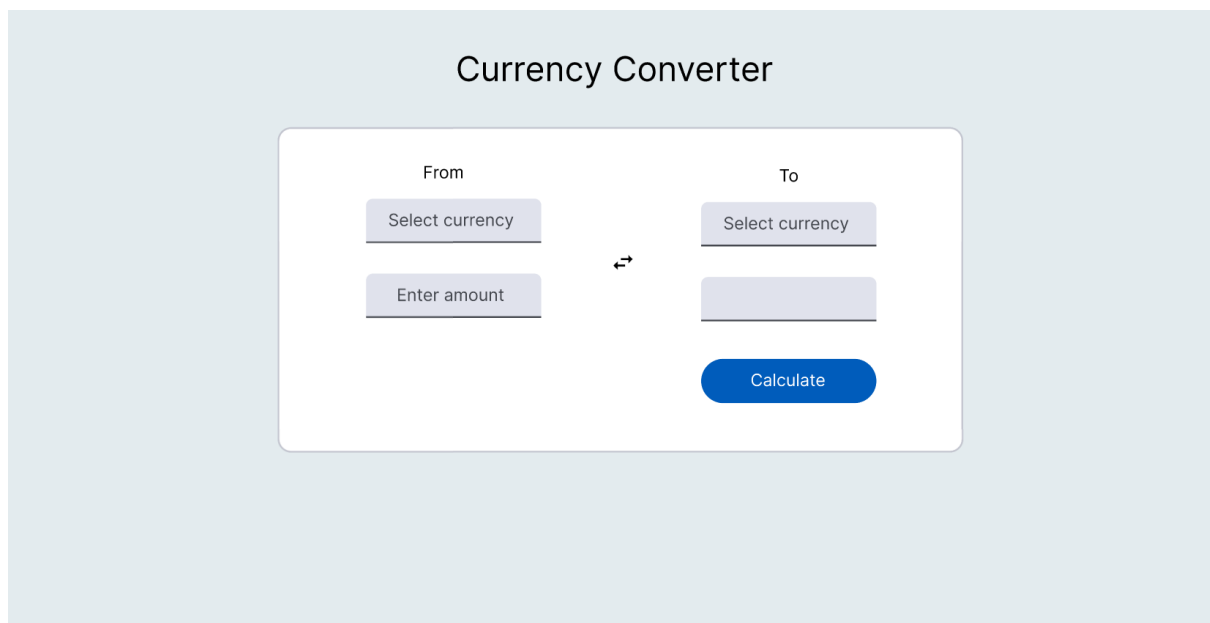 Currency Converter
From
Select currency
Enter amount
To
Select currency
Calculate